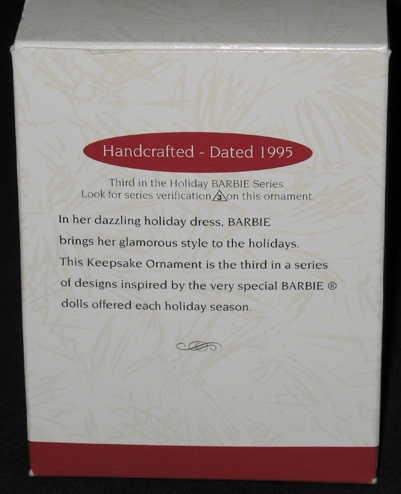 Handcrafted - Dated 1995
Third in the Holiday BARBIE Series
Look for series verification 3 on this ornament.
In her dazzling holiday dress, BARBIE
brings her glamorous style to the holidays.
This Keepsake Ornament is the third in a series
of designs inspired by the very special BARBIE ®
dolls offered each holiday season.